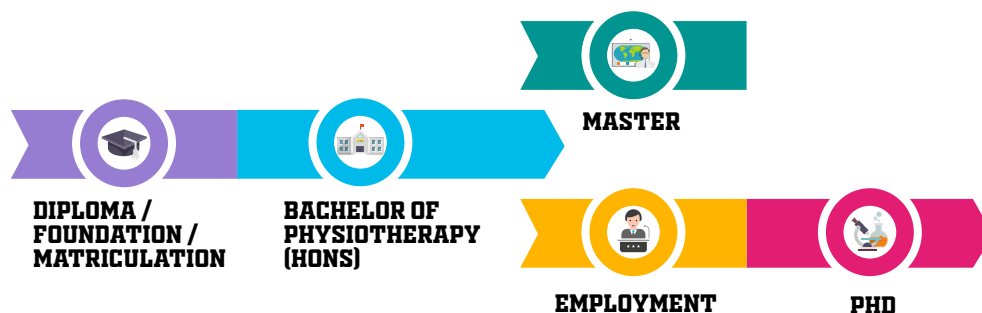 MASTER
DIPLOMA /
FOUNDATION /
MATRICULATION
BACHELOR OF
PHYSIOTHERAPY
(HONS)
EMPLOYMENT
PHD